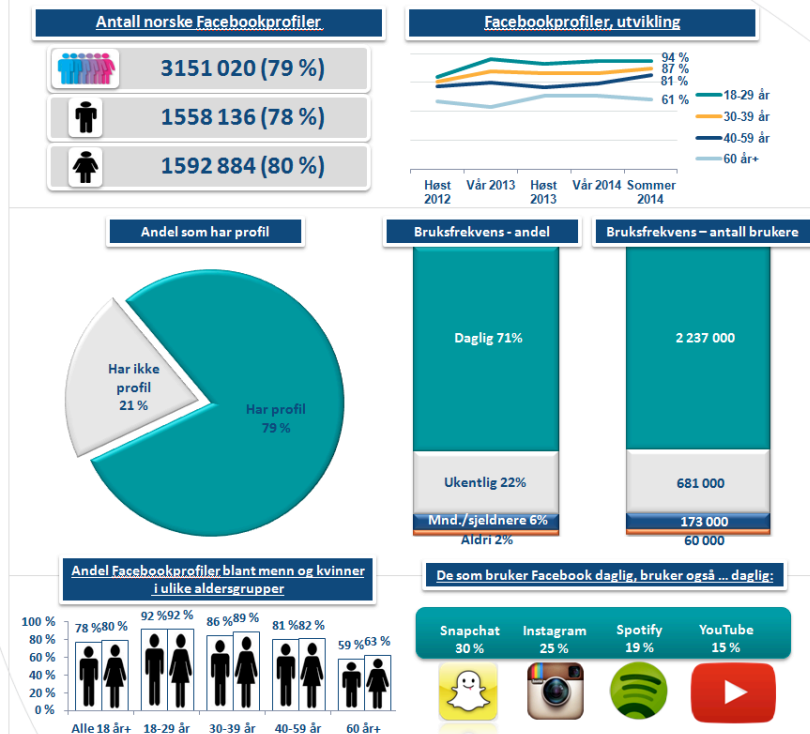 Antall norske Facebookprofiler
3151 020 (79 %)
1558 136 (78 %)
1592 884 (80 %)
Facebookprofiler, utvikling
94 %
87 %
81 %
61 %
18-29 år
30-39 år
40-59 år
60 år+
Høst 2012
Vår 2013
Høst 2013
Vår 2014
Sommer 2014
Andel som har profil
Har ikke
profil
21 %
Har profil
79 %
Bruksfrekvens - andel
Daglig 71%
Ukentlig 22%
Mnd./sjeldnere 6%
Aldri 2%
Bruksfrekvens – antall brukere
2 237 000
681 000
173 000
60 000
Andel Facebookprofiler blant menn og kvinner
i ulike aldersgrupper
100 %
80 %
60 %
40 %
20 %
0 %
78 % 80 %
92 % 92 %
86 % 89 %
81 % 82 %
59 % 63 %
Alle 18 år+
18-29 år
30-39 år
40-59 år
60 år+
De som bruker Facebook daglig, bruker også ... daglig:
Snapchat
30 %
Instagram
25 %
Spotify
19 %
YouTube
15 %